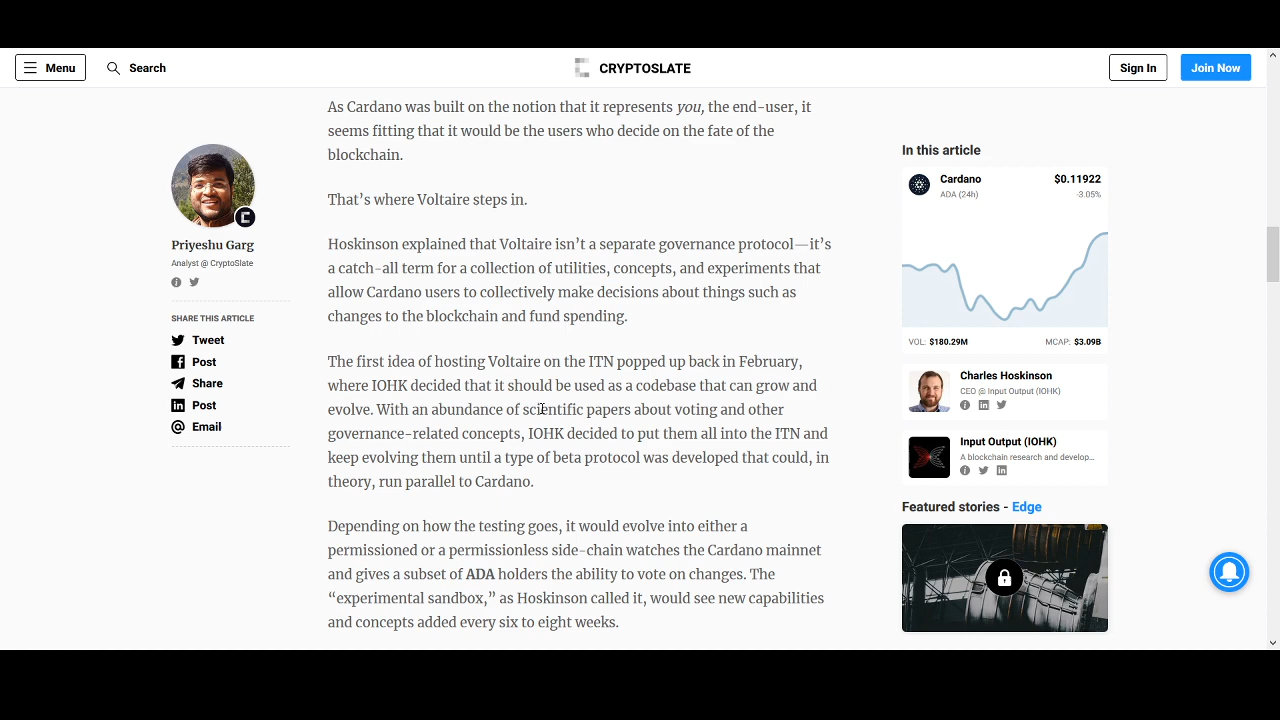 Menu
Search
CRYPTOSLATE
Sign In
Join Now
Priyeshu Garg
Analyst @ CryptoSlate
SHARE THIS ARTICLE
Tweet
Post
Share
Post
Email
As Cardano was built on the notion that it represents you, the end-user, it
seems fitting that it would be the users who decide on the fate of the
blockchain.
That’s where Voltaire steps in.
Hoskinson explained that Voltaire isn’t a separate governance protocol—it’s
a catch-all term for a collection of utilities, concepts, and experiments that
allow Cardano users to collectively make decisions about things such as
changes to the blockchain and fund spending.
The first idea of hosting Voltaire on the ITN popped up back in February,
where IOHK decided that it should be used as a codebase that can grow and
evolve. With an abundance of scientific papers about voting and other
governance-related concepts, IOHK decided to put them all into the ITN and
keep evolving them until a type of beta protocol was developed that could, in
theory, run parallel to Cardano.
Depending on how the testing goes, it would evolve into either a
permissioned or a permissionless side-chain watches the Cardano mainnet
and gives a subset of ADA holders the ability to vote on changes. The
“experimental sandbox,” as Hoskinson called it, would see new capabilities
and concepts added every six to eight weeks.
In this article
Cardano $0.11922
ADA (24h) -3.05%
VOL: $180.29M MCAP: $3.09B
Charles Hoskinson
CEO @ Input Output (IOHK)
Input Output (IOHK)
A blockchain research and develop...
Featured stories - Edge